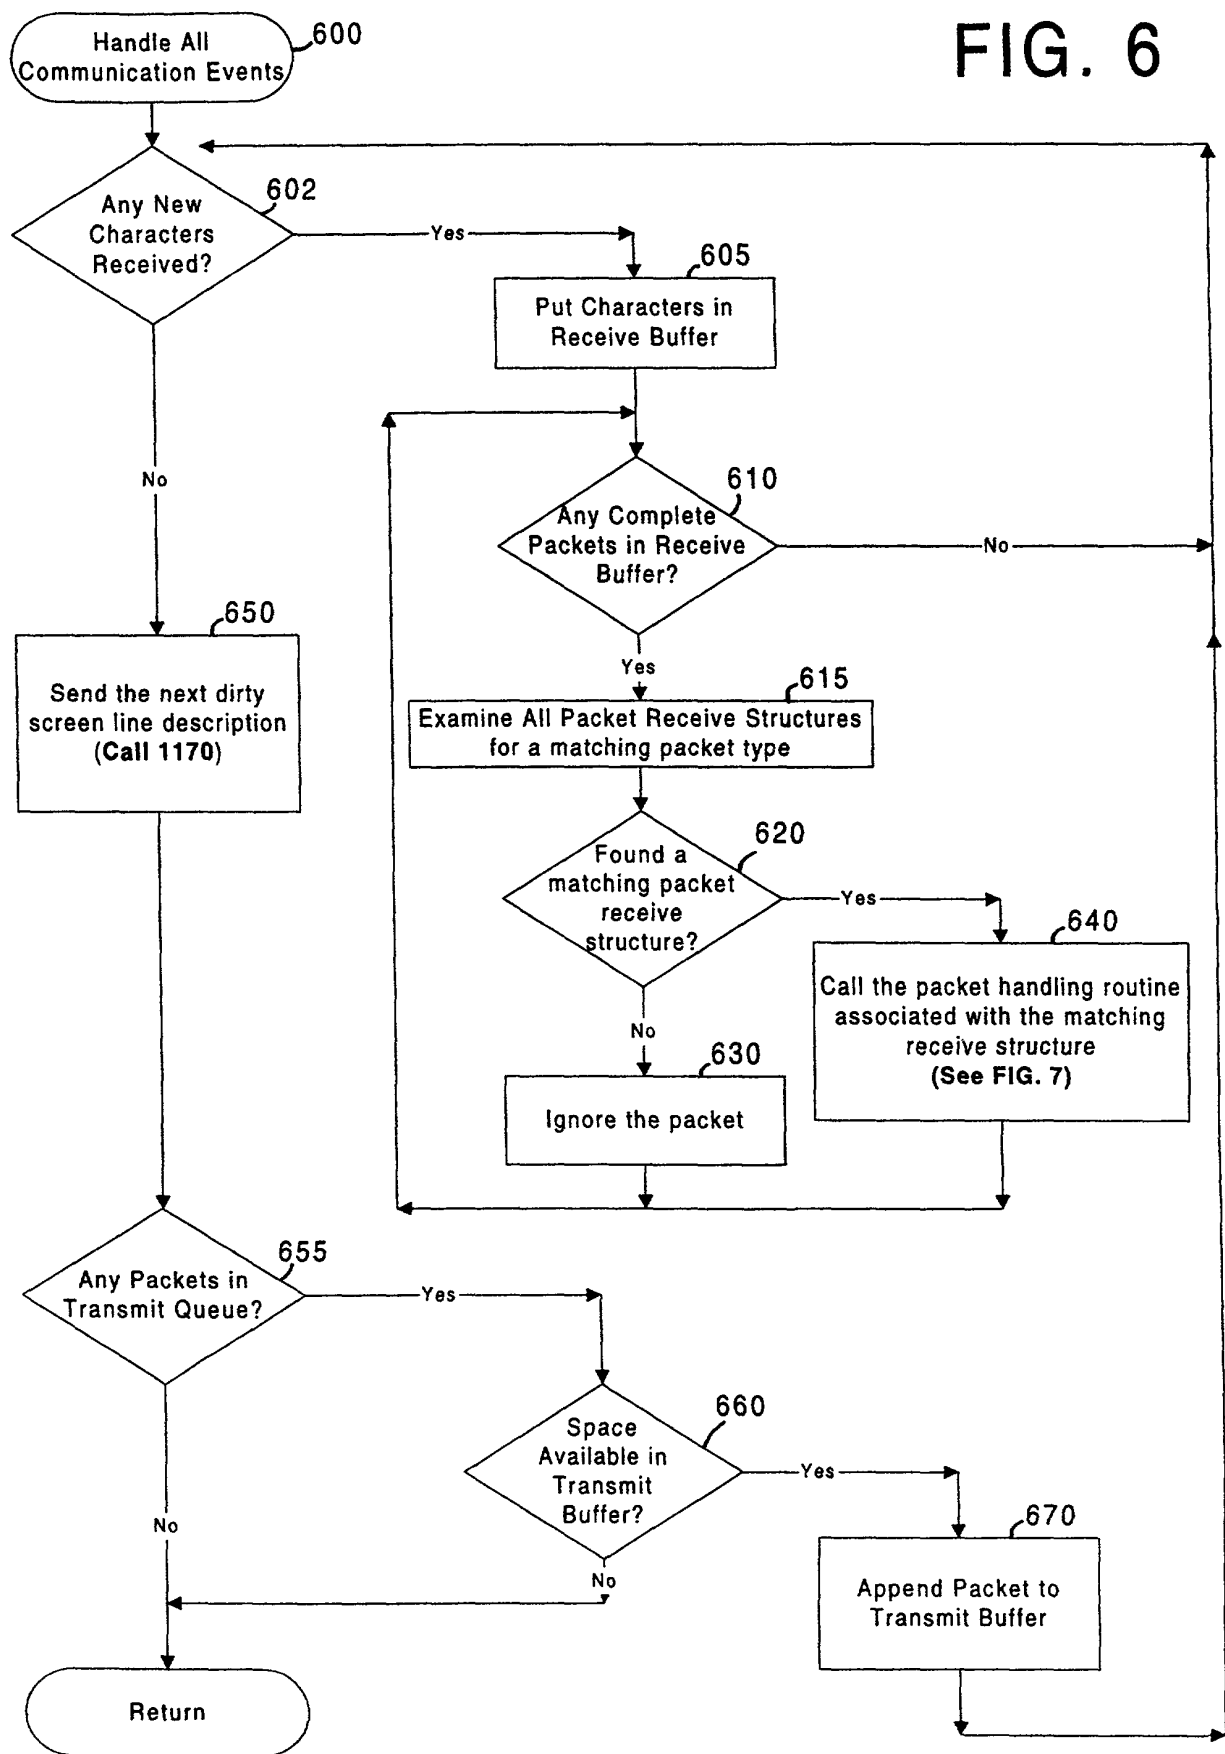 FIG. 6
Handle All
Communication Events
600
Any New
Characters
Received?
602
Yes
605
Put Characters in
Receive Buffer
No
610
Any Complete
Packets in Receive
Buffer?
No
Yes
650
Send the next dirty
screen line description
(Call 1170)
615
Examine All Packet Receive Structures
for a matching packet type
620
Found a
matching packet
receive
structure?
Yes
640
Call the packet handling routine
associated with the matching
receive structure
(See FIG. 7)
No
630
Ignore the packet
655
Any Packets in
Transmit Queue?
Yes
660
Space
Available in
Transmit
Buffer?
Yes
670
Append Packet to
Transmit Buffer
No
No
Return